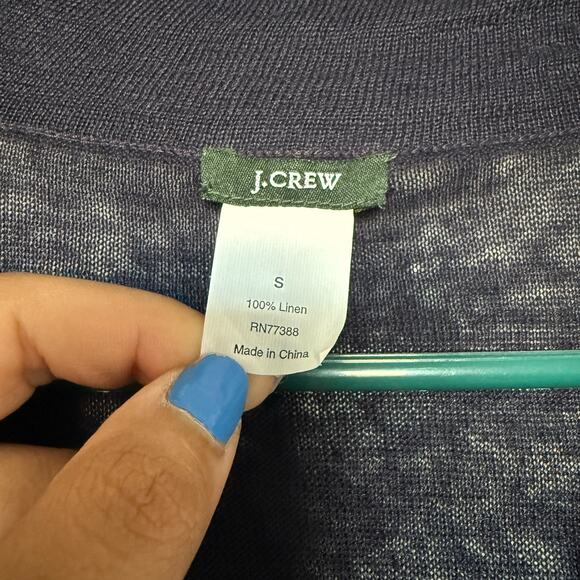 J.CREW
S
100% Linen
RN77388
Made in China